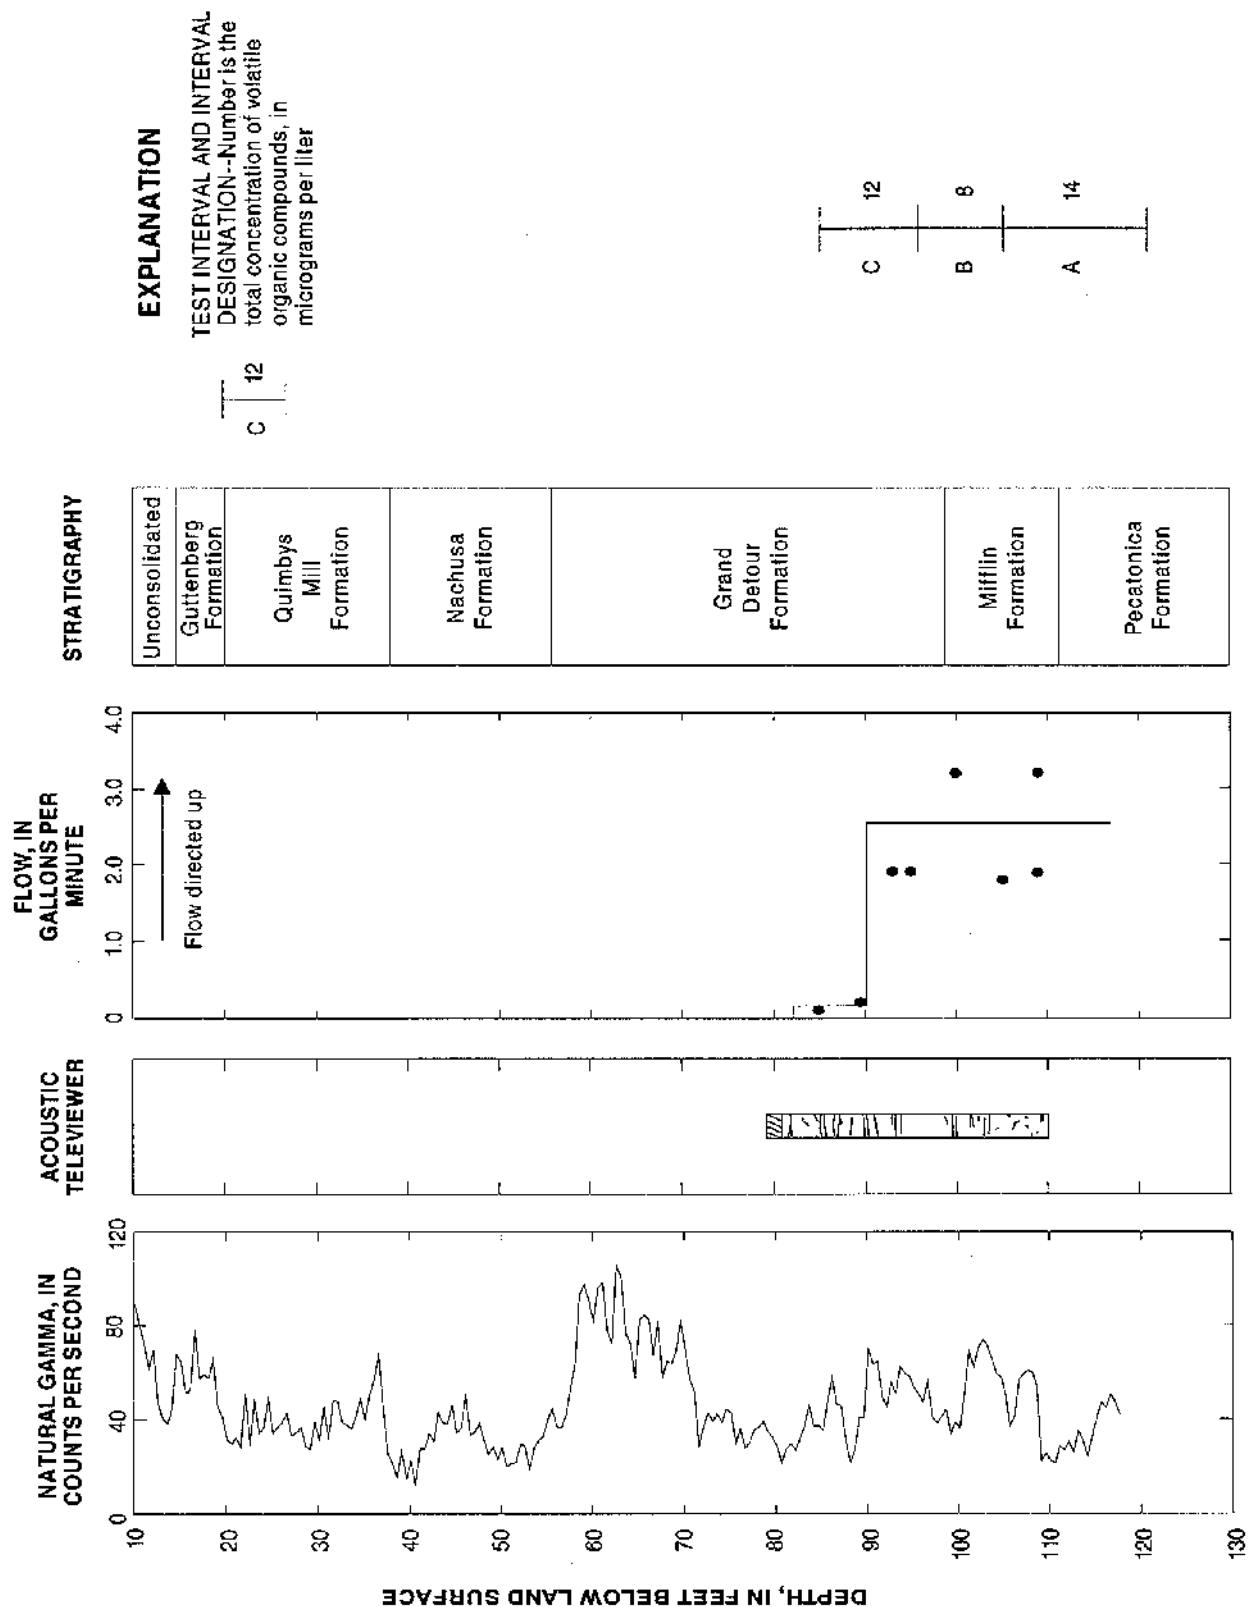 NATURAL GAMMA, IN
COUNTS PER SECOND
0
40
80
120
ACOUSTIC
TELEVIEWER
FLOW, IN
GALLONS PER
MINUTE
0
1.0
2.0
3.0
4.0
Flow directed up
STRATIGRAPHY
Unconsolidated
Guttenberg
Formation
Quimbys
Mill
Formation
Nachusa
Formation
Grand
Detour
Formation
Mifflin
Formation
Pecatonica
Formation
DEPTH, IN FEET BELOW LAND SURFACE
10
20
30
40
50
60
70
80
90
100
110
120
130
EXPLANATION
C 12
TEST INTERVAL AND INTERVAL
DESIGNATION--Number is the
total concentration of volatile
organic compounds, in
micrograms per liter
C 12
B 8
A 14